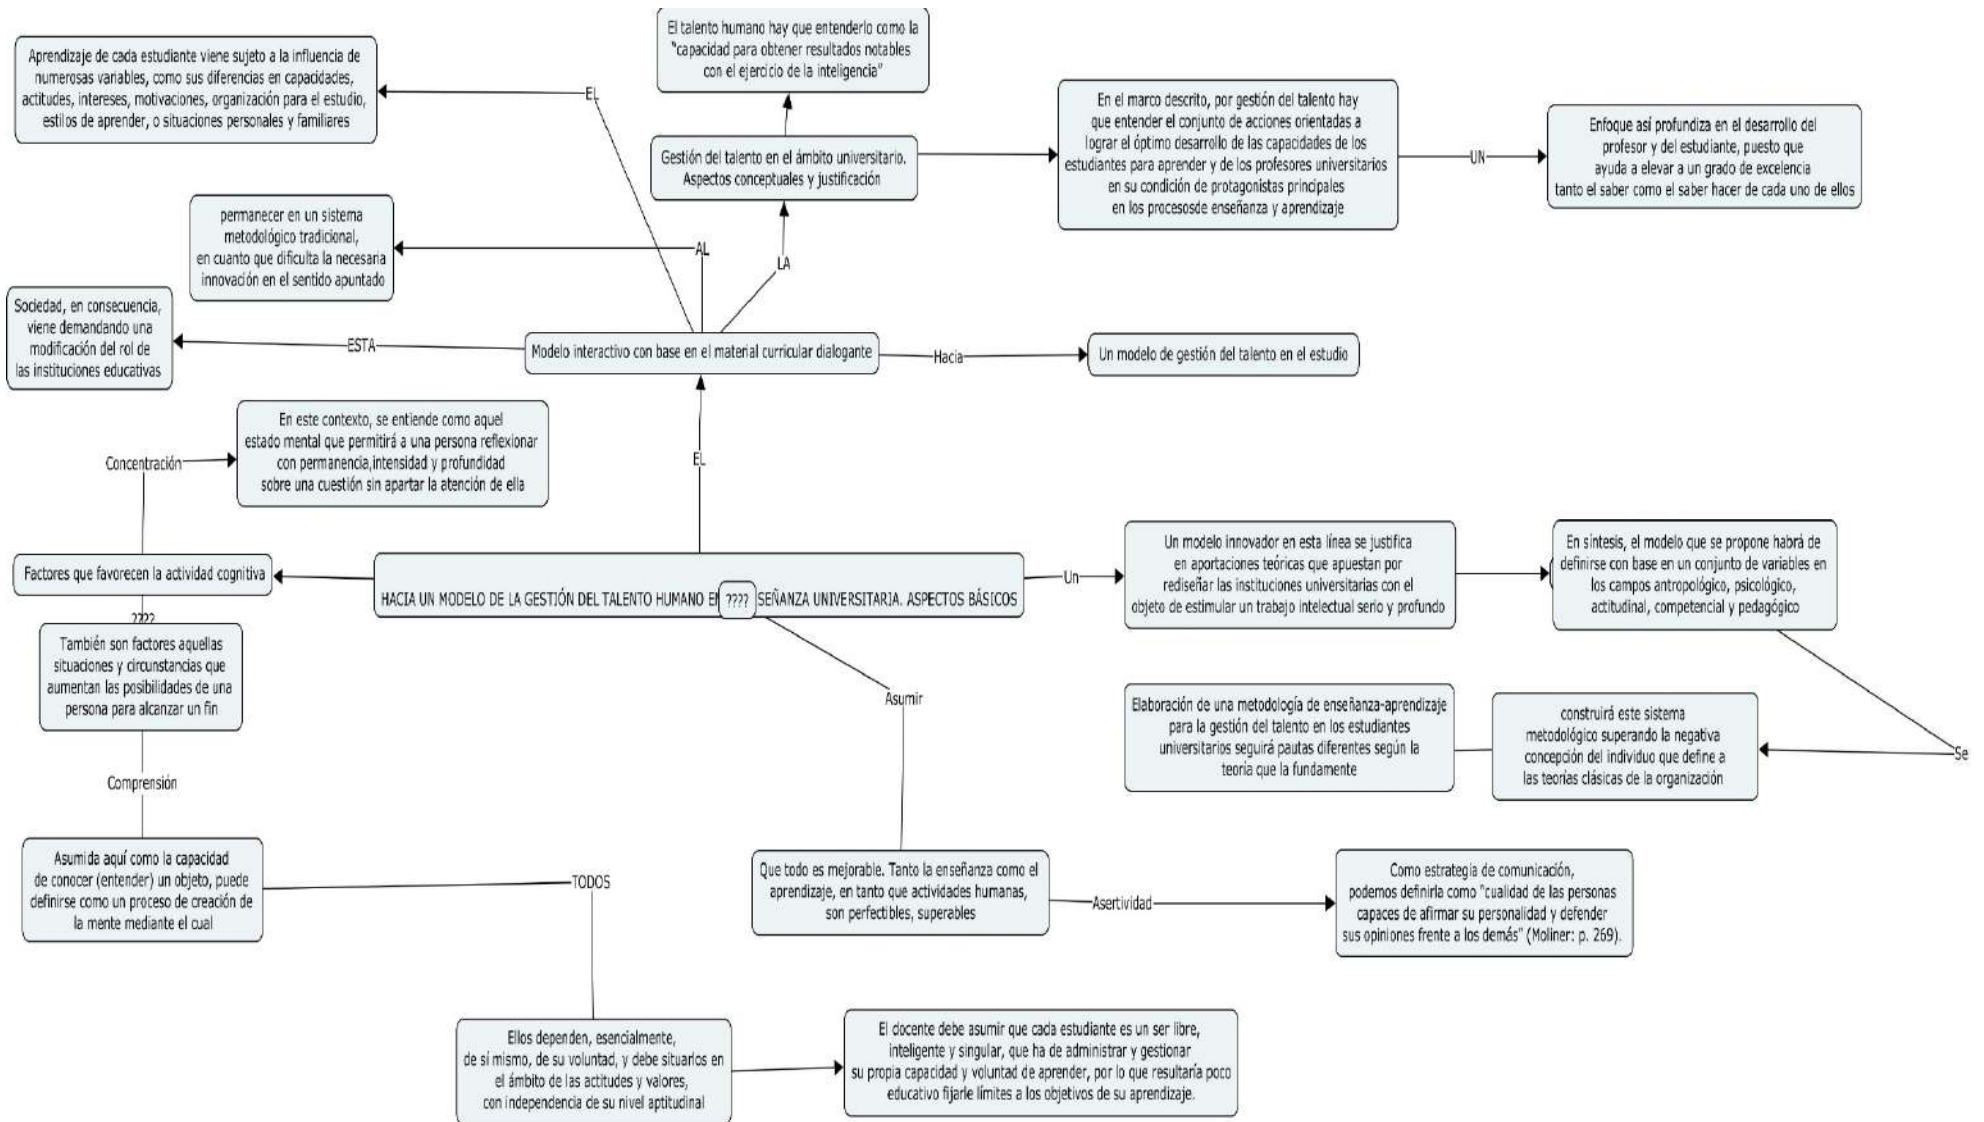 El talento humano hay que entenderlo como la
"capacidad para obtener resultados notables
con el ejercicio de la inteligencia"
Aprendizaje de cada estudiante viene sujeto a la influencia de
numerosas variables, como sus diferencias en capacidades,
actitudes, intereses, motivaciones, organización para el estudio,
estilos de aprender, o situaciones personales y familiares
EL
En el marco descrito, por gestión del talento hay
que entender el conjunto de acciones orientadas a
lograr el óptimo desarrollo de las capacidades de los
estudiantes para aprender y de los profesores universitarios
en su condición de protagonistas principales
en los procesosde enseñanza y aprendizaje
UN
Enfoque así profundiza en el desarrollo del
profesor y del estudiante, puesto que
ayuda a elevar a un grado de excelencia
tanto el saber como el saber hacer de cada uno de ellos
Gestión del talento en el ámbito universitario.
Aspectos conceptuales y justificación
permanecer en un sistema
metodológico tradicional,
en cuanto que dificulta la necesaria
innovación en el sentido apuntado
AL
LA
Sociedad, en consecuencia,
viene demandando una
modificación del rol de
las instituciones educativas
ESTA
Modelo interactivo con base en el material curricular dialogante
Hacia
Un modelo de gestión del talento en el estudio
En este contexto, se entiende como aquel
estado mental que permitirá a una persona reflexionar
con permanencia,intensidad y profundidad
sobre una cuestión sin apartar la atención de ella
Concentración
EL
Factores que favorecen la actividad cognitiva
HACIA UN MODELO DE LA GESTIÓN DEL TALENTO HUMANO EN ???? SEÑANZA UNIVERSITARIA. ASPECTOS BÁSICOS
Un
Un modelo innovador en esta línea se justifica
en aportaciones teóricas que apuestan por
rediseñar las instituciones universitarias con el
objeto de estimular un trabajo intelectual serio y profundo
En síntesis, el modelo que se propone habrá de
definirse con base en un conjunto de variables en
los campos antropológico, psicológico,
actitudinal, competencial y pedagógico
????
También son factores aquellas
situaciones y circunstancias que
aumentan las posibilidades de una
persona para alcanzar un fin
Asumir
Elaboración de una metodología de enseñanza-aprendizaje
para la gestión del talento en los estudiantes
universitarios seguirá pautas diferentes según la
teoría que la fundamente
construirá este sistema
metodológico superando la negativa
concepción del individuo que define a
las teorías clásicas de la organización
Se
Comprensión
Asumida aquí como la capacidad
de conocer (entender) un objeto, puede
definirse como un proceso de creación de
la mente mediante el cual
TODOS
Que todo es mejorable. Tanto la enseñanza como el
aprendizaje, en tanto que actividades humanas,
son perfectibles, superables
Asertividad
Como estrategia de comunicación,
podemos definirla como "cualidad de las personas
capaces de afirmar su personalidad y defender
sus opiniones frente a los demás" (Moliner: p. 269).
Ellos dependen, esencialmente,
de sí mismo, de su voluntad, y debe situarlos en
el ámbito de las actitudes y valores,
con independencia de su nivel aptitudinal
El docente debe asumir que cada estudiante es un ser libre,
inteligente y singular, que ha de administrar y gestionar
su propia capacidad y voluntad de aprender, por lo que resultaría poco
educativo fijarle límites a los objetivos de su aprendizaje.